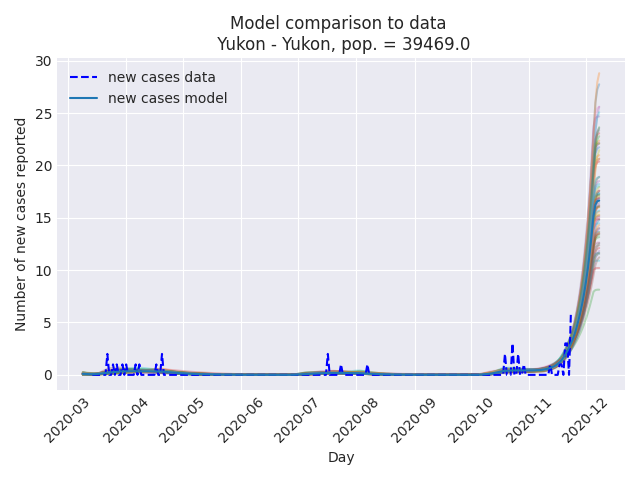 Model comparison to data
Yukon - Yukon, pop. = 39469.0
30
25
20
15
10
5
0
Number of new cases reported
new cases data
new cases model
2020-03
2020-04
2020-05
2020-06
2020-07
2020-08
2020-09
2020-10
2020-11
2020-12
Day